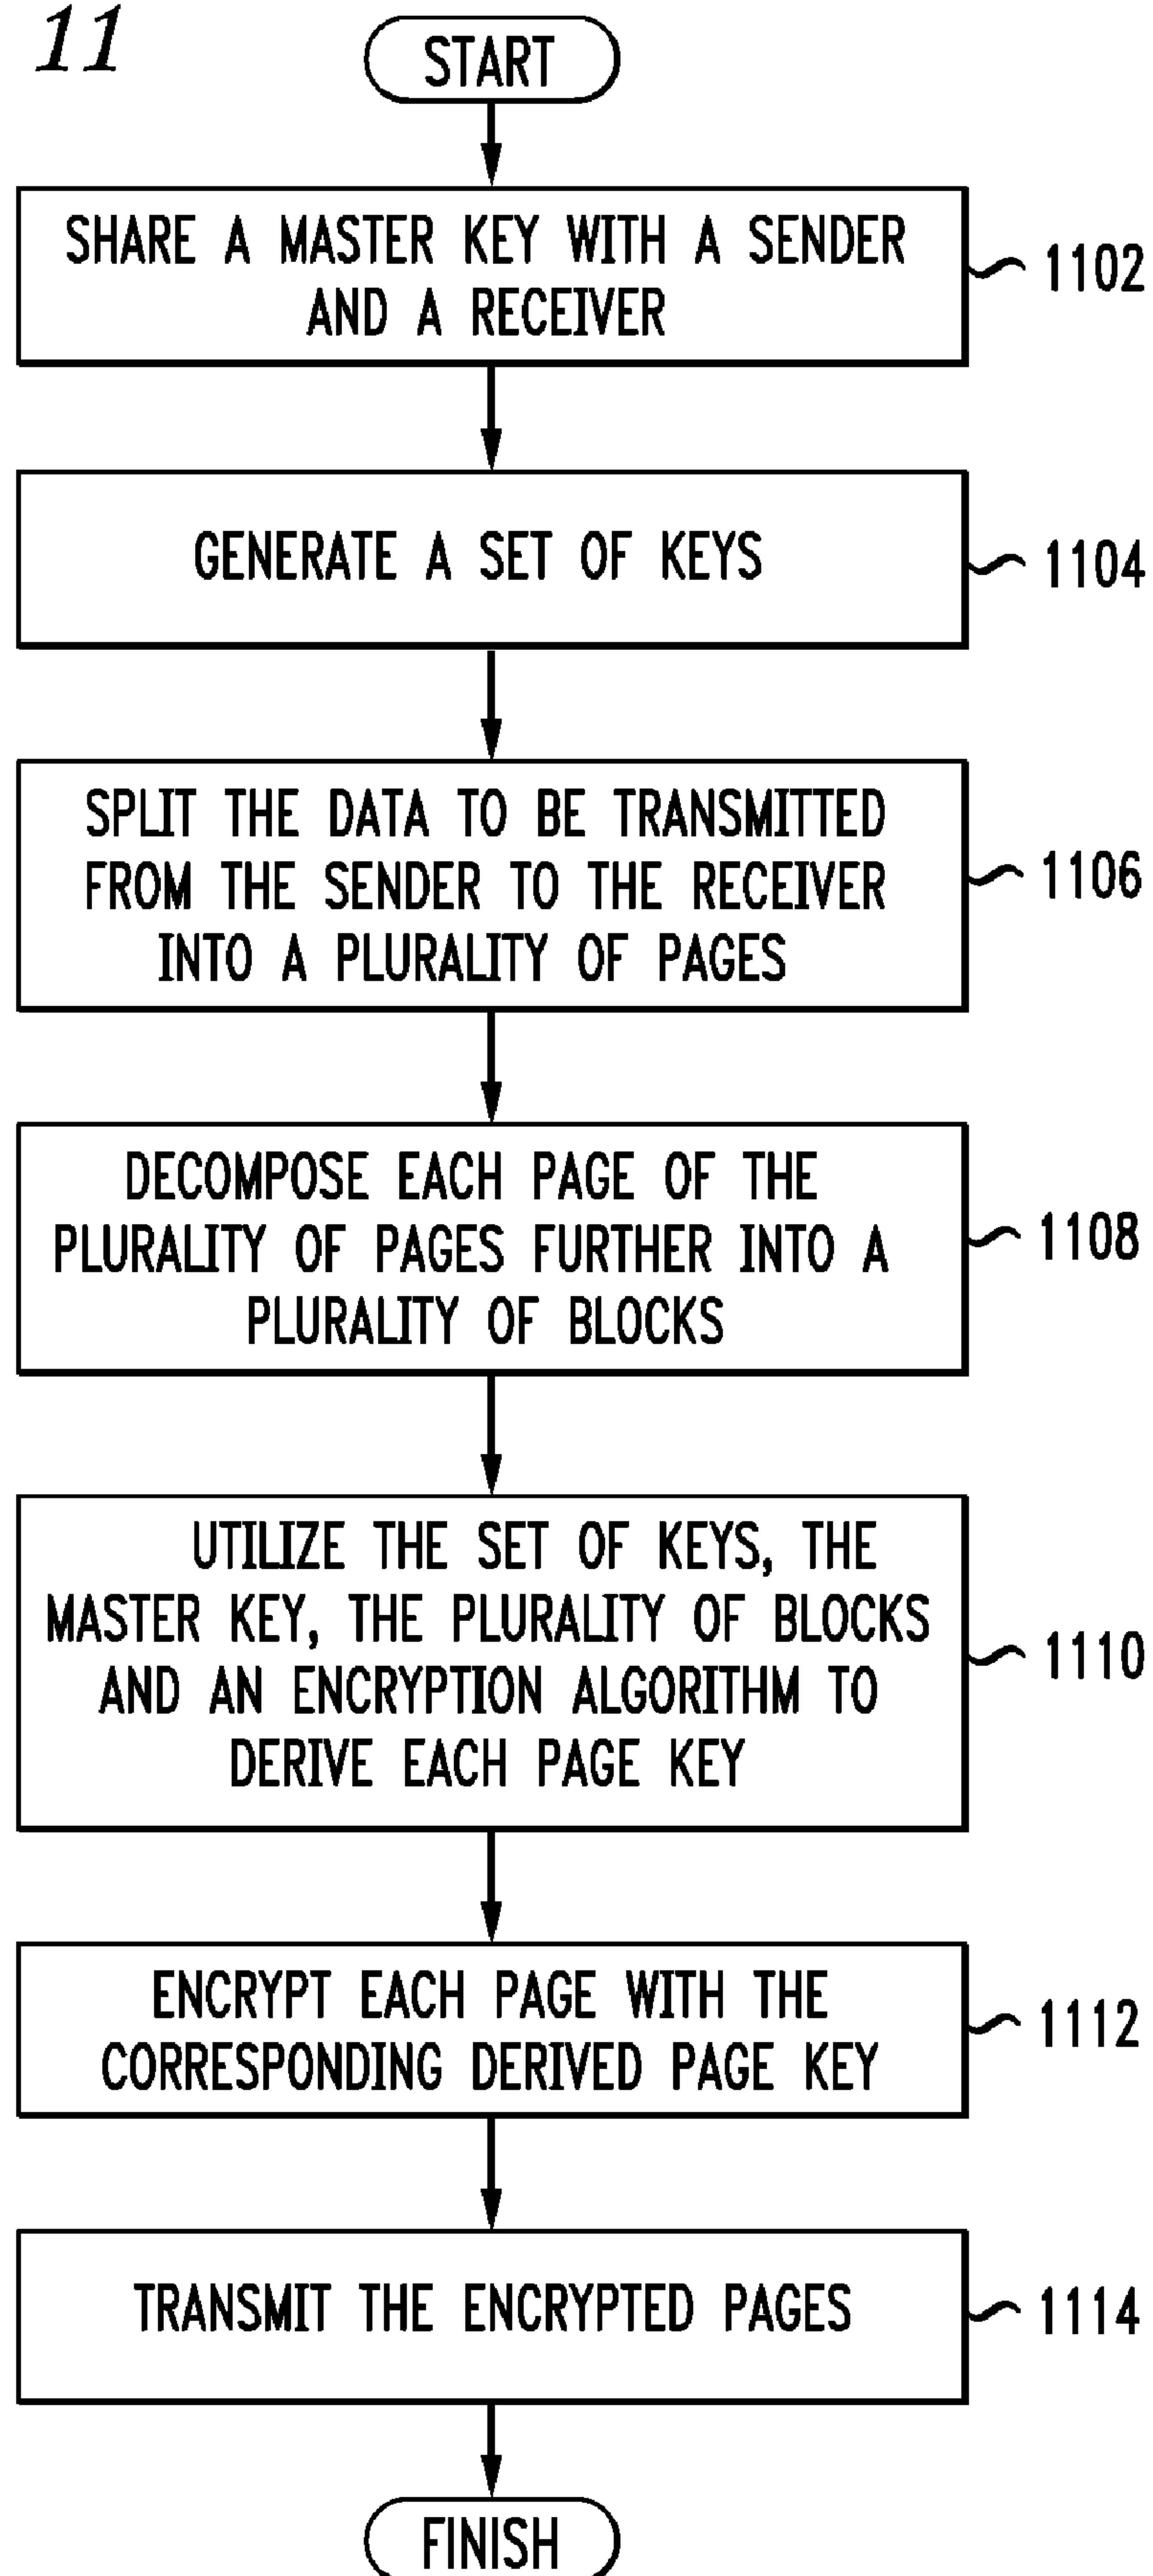 11
START
SHARE A MASTER KEY WITH A SENDER
AND A RECEIVER
1102
GENERATE A SET OF KEYS
1104
SPLIT THE DATA TO BE TRANSMITTED
FROM THE SENDER TO THE RECEIVER
INTO A PLURALITY OF PAGES
1106
DECOMPOSE EACH PAGE OF THE
PLURALITY OF PAGES FURTHER INTO A
PLURALITY OF BLOCKS
1108
UTILIZE THE SET OF KEYS, THE
MASTER KEY, THE PLURALITY OF BLOCKS
AND AN ENCRYPTION ALGORITHM TO
DERIVE EACH PAGE KEY
1110
ENCRYPT EACH PAGE WITH THE
CORRESPONDING DERIVED PAGE KEY
1112
TRANSMIT THE ENCRYPTED PAGES
1114
FINISH